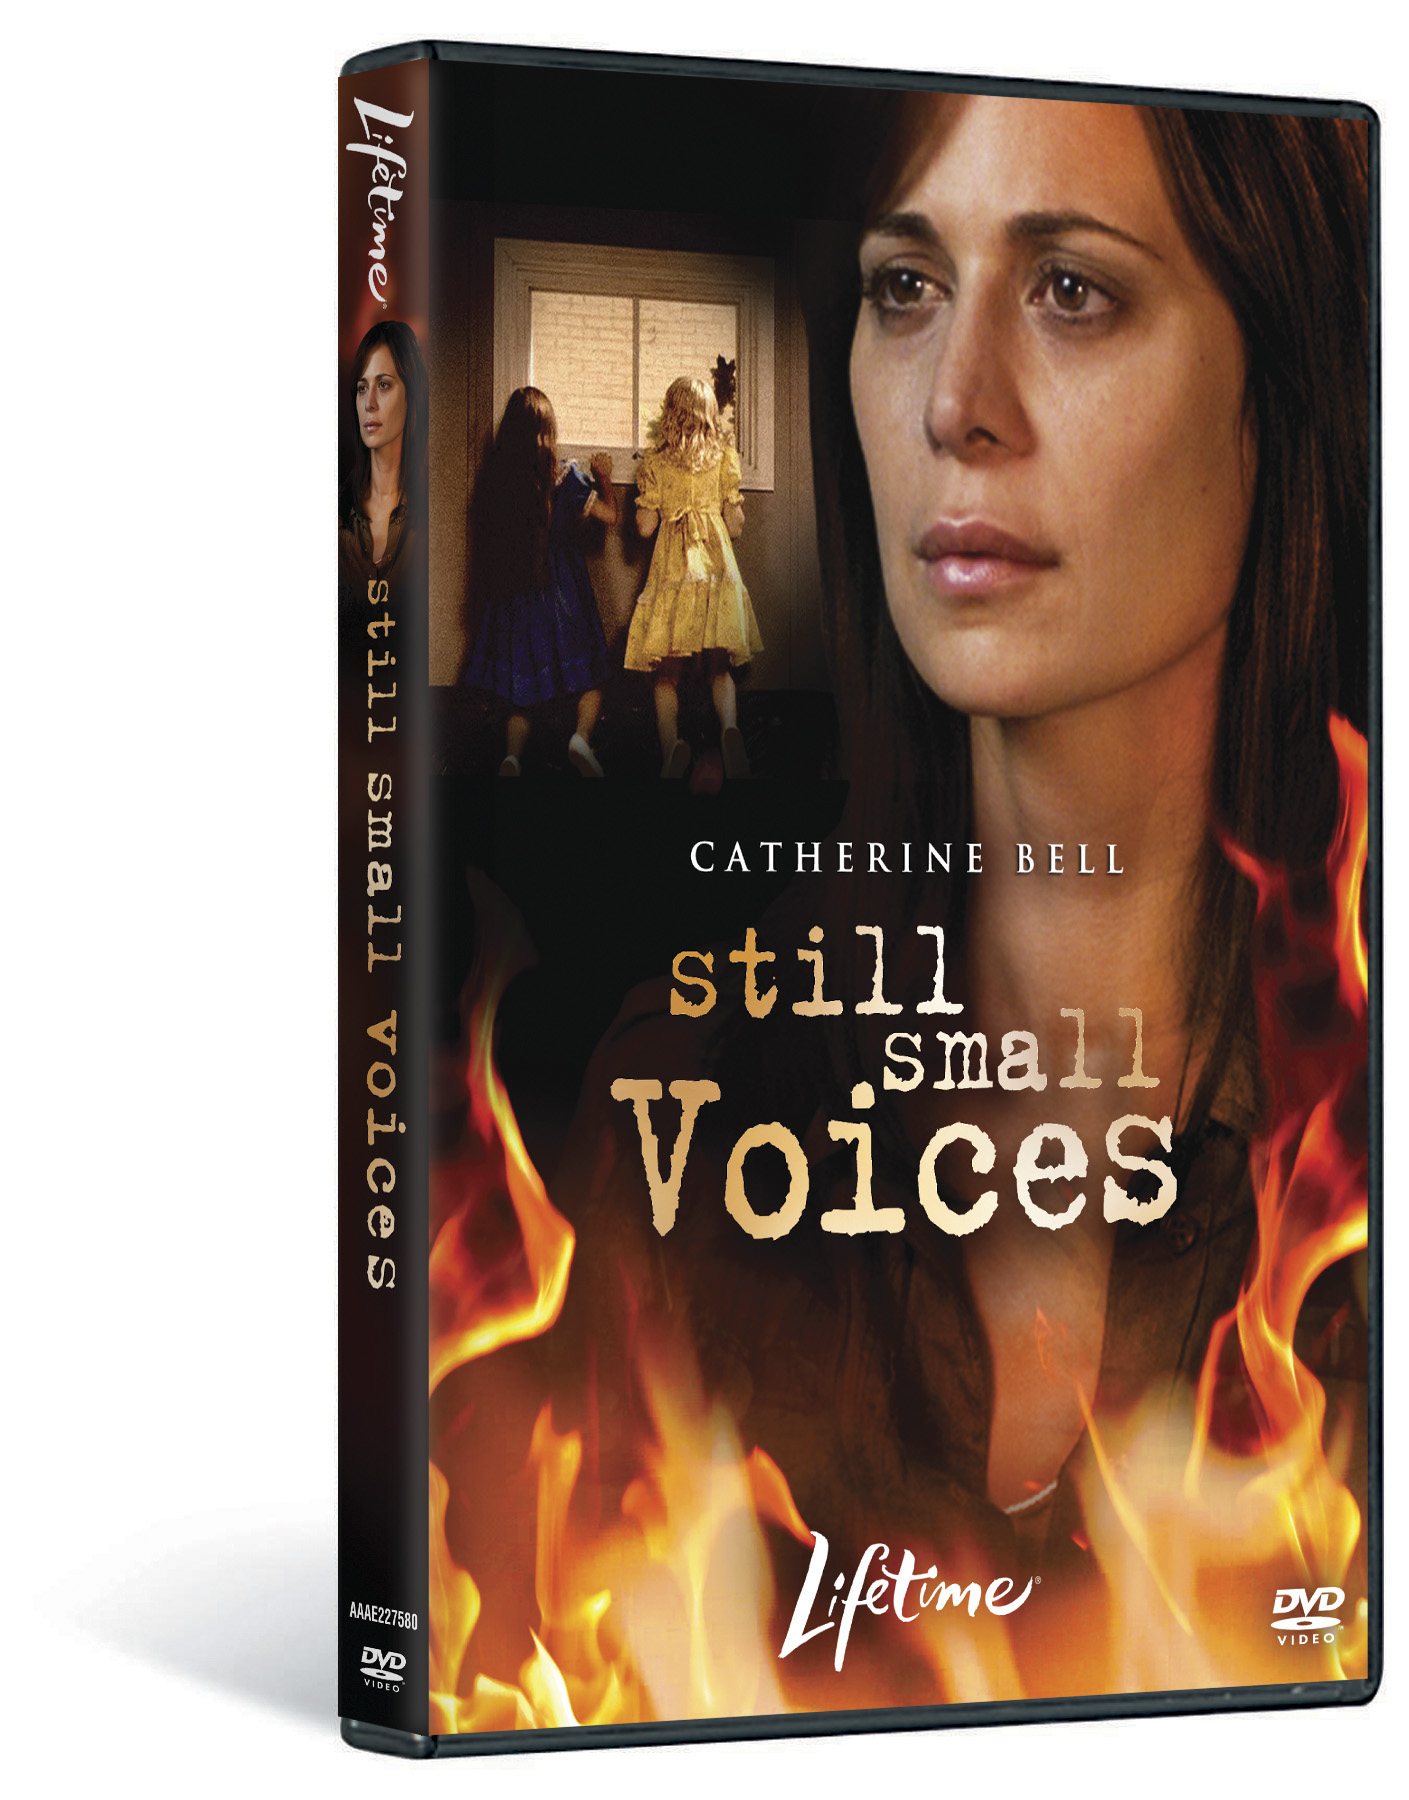 Lifetime®
still small Voices
AAAE227580
DVD
VIDEO
CATHERINE BELL
still
small
Voices
Lifetime®
DVD
VIDEO